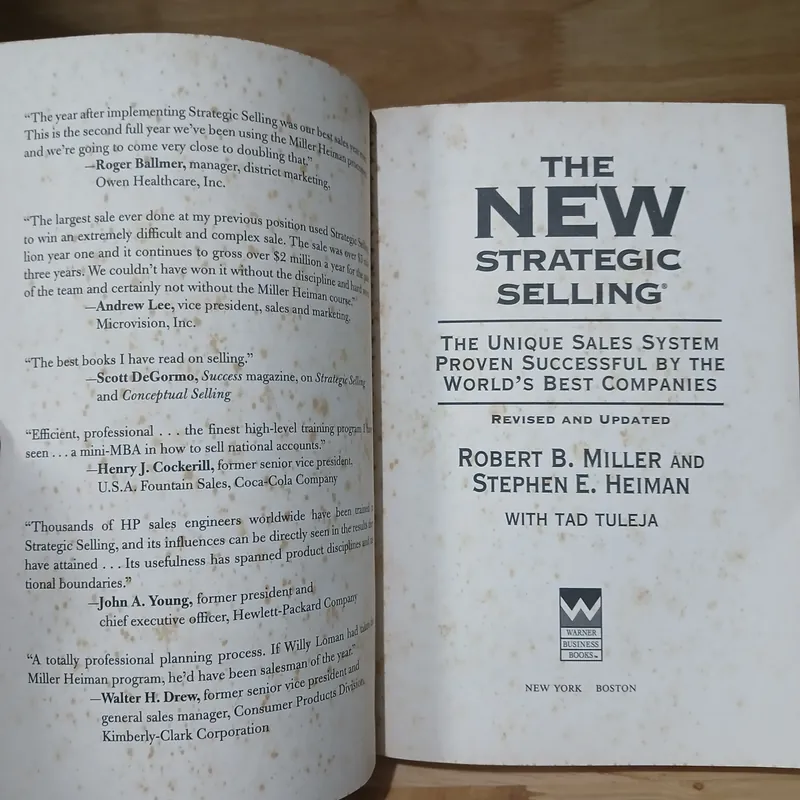 “The year after implementing Strategic Selling was our best sales year
This is the second full year we’ve been using the Miller Heiman
and we’re going to come very close to doubling that.”
—Roger Ballmer, manager, district marketing,
Owen Healthcare, Inc.
“The largest sale ever done at my previous position used Strategic
to win an extremely difficult and complex sale. The sale was over
lion year one and it continues to gross over $2 million a year for the
three years. We couldn’t have won it without the discipline and hard
of the team and certainly not without the Miller Heiman course.”
—Andrew Lee, vice president, sales and marketing,
Microvision, Inc.
“The best books I have read on selling.”
—Scott DeGormo, Success magazine, on Strategic Selling
and Conceptual Selling
“Efficient, professional . . . the finest high-level training program I
seen . . . a mini-MBA in how to sell national accounts.”
—Henry J. Cockerill, former senior vice president,
U.S.A. Fountain Sales, Coca-Cola Company
“Thousands of HP sales engineers worldwide have been
Strategic Selling, and its influences can be directly seen in the results
have attained . . . Its usefulness has spanned product disciplines and
tional boundaries.”
—John A. Young, former president and
chief executive officer, Hewlett-Packard Company
“A totally professional planning process. If Willy Loman had
Miller Heiman program, he’d have been salesman of the year.”
—Walter H. Drew, former senior vice president and
general sales manager, Consumer Products Division,
Kimberly-Clark Corporation
THE
NEW
STRATEGIC
SELLING®
THE UNIQUE SALES SYSTEM
PROVEN SUCCESSFUL BY THE
WORLD’S BEST COMPANIES
REVISED AND UPDATED
ROBERT B. MILLER AND
STEPHEN E. HEIMAN
WITH TAD TULEJA
WARNER
BUSINESS
BOOKS™
NEW YORK BOSTON